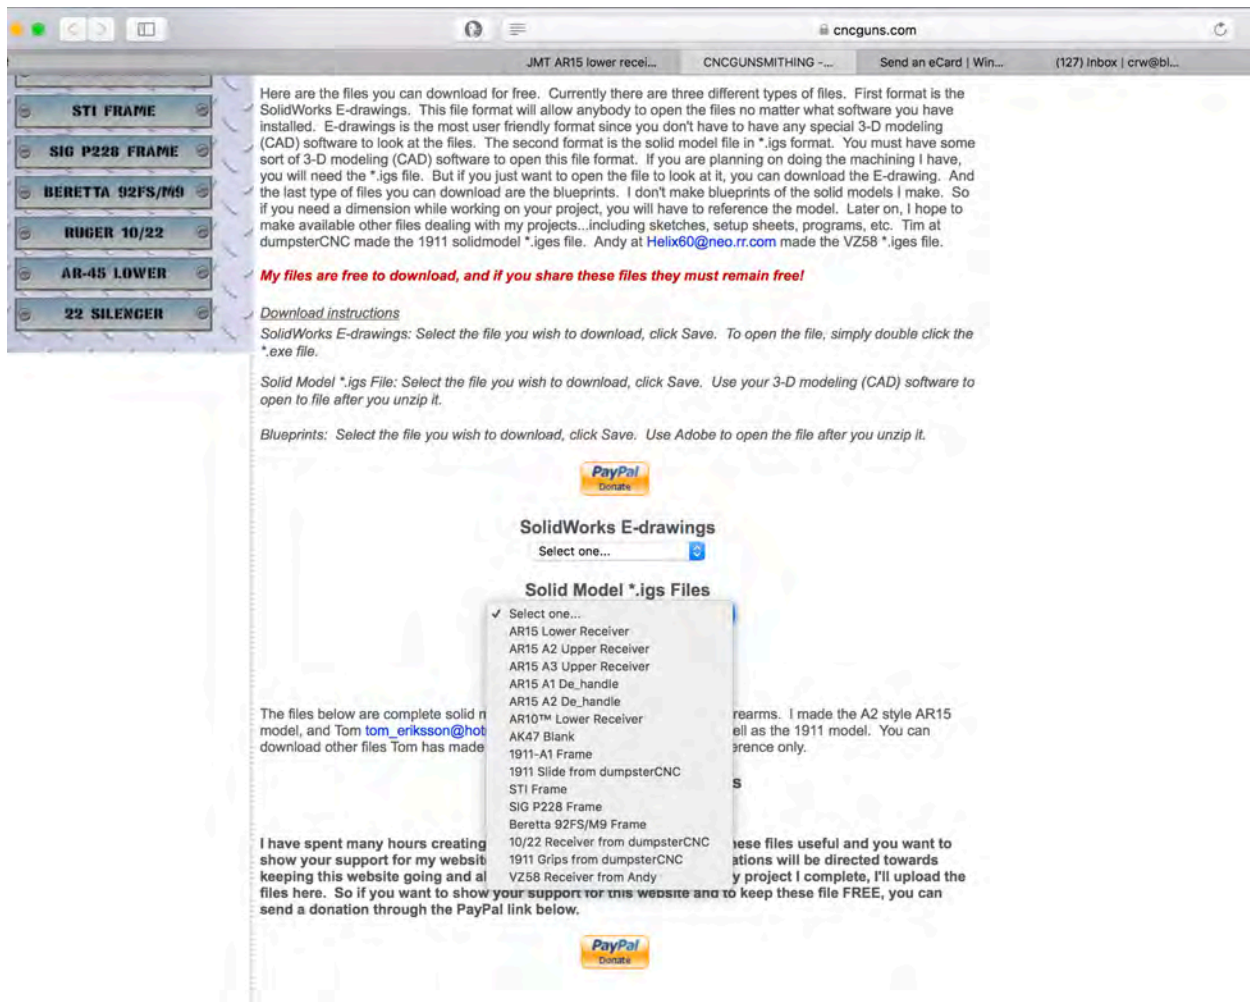 cncguns.com
JMT AR15 lower recei...
CNCGUNSMITHING -...
Send an eCard | Win...
(127) Inbox | crw@bl...
STI FRAME
SIG P228 FRAME
BERETTA 92FS/M9
RUGER 10/22
AR-45 LOWER
22 SILENCER
Here are the files you can download for free. Currently there are three different types of files. First format is the
SolidWorks E-drawings. This file format will allow anybody to open the files no matter what software you have
installed. E-drawings is the most user friendly format since you don't have to have any special 3-D modeling
(CAD) software to look at the files. The second format is the solid model file in *.igs format. You must have some
sort of 3-D modeling (CAD) software to open this file format. If you are planning on doing the machining I have,
you will need the *.igs file. But if you just want to open the file to look at it, you can download the E-drawing. And
the last type of files you can download are the blueprints. I don't make blueprints of the solid models I make. So
if you need a dimension while working on your project, you will have to reference the model. Later on, I hope to
make available other files dealing with my projects...including sketches, setup sheets, programs, etc. Tim at
dumpsterCNC made the 1911 solidmodel *.iges file. Andy at Helix60@neo.rr.com made the VZ58 *.iges file.
My files are free to download, and if you share these files they must remain free!
Download instructions
SolidWorks E-drawings: Select the file you wish to download, click Save. To open the file, simply double click the
*.exe file.
Solid Model *.igs File: Select the file you wish to download, click Save. Use your 3-D modeling (CAD) software to
open to file after you unzip it.
Blueprints: Select the file you wish to download, click Save. Use Adobe to open the file after you unzip it.
PayPal
Donate
SolidWorks E-drawings
Select one...
Solid Model *.igs Files
✓ Select one...
AR15 Lower Receiver
AR15 A2 Upper Receiver
AR15 A3 Upper Receiver
AR15 A1 De_handle
AR15 A2 De_handle
AR10™ Lower Receiver
AK47 Blank
1911-A1 Frame
1911 Slide from dumpsterCNC
STI Frame
SIG P228 Frame
Beretta 92FS/M9 Frame
10/22 Receiver from dumpsterCNC
1911 Grips from dumpsterCNC
VZ58 Receiver from Andy
The files below are complete solid rearms. I made the A2 style AR15
model, and Tom tom_eriksson@hot ell as the 1911 model. You can
download other files Tom has made erence only.
s
I have spent many hours creating ese files useful and you want to
show your support for my websit ations will be directed towards
keeping this website going and al y project I complete, I'll upload the
files here. So if you want to show your support for this website and to keep these file FREE, you can
send a donation through the PayPal link below.
PayPal
Donate